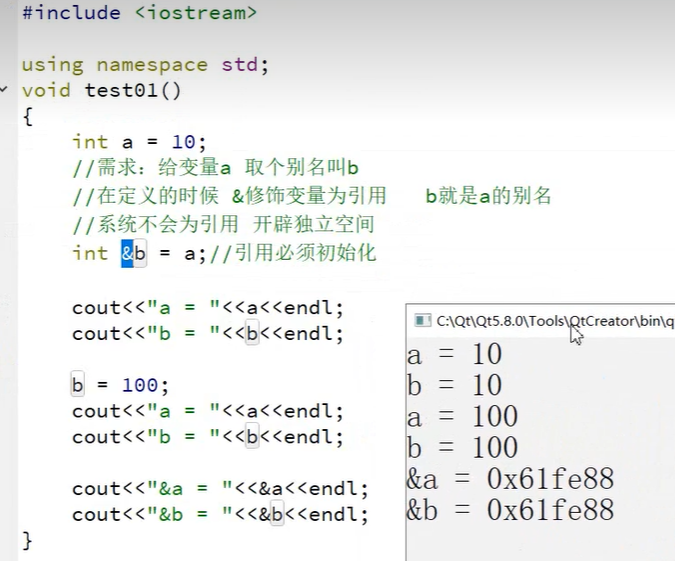 #include <iostream>
using namespace std;
void test01()
{
int a = 10;
//需求：给变量a 取个别名叫b
//在定义的时候 &修饰变量为引用 b就是a的别名
//系统不会为引用 开辟独立空间
int &b = a;//引用必须初始化
cout<<"a = "<<a<<endl;
cout<<"b = "<<b<<endl;
b = 100;
cout<<"a = "<<a<<endl;
cout<<"b = "<<b<<endl;
cout<<"&a = "<<&a<<endl;
cout<<"&b = "<<&b<<endl;
}
C:\Qt\Qt5.8.0\Tools\QtCreator\bin\q
a = 10
b = 10
a = 100
b = 100
&a = 0x61fe88
&b = 0x61fe88